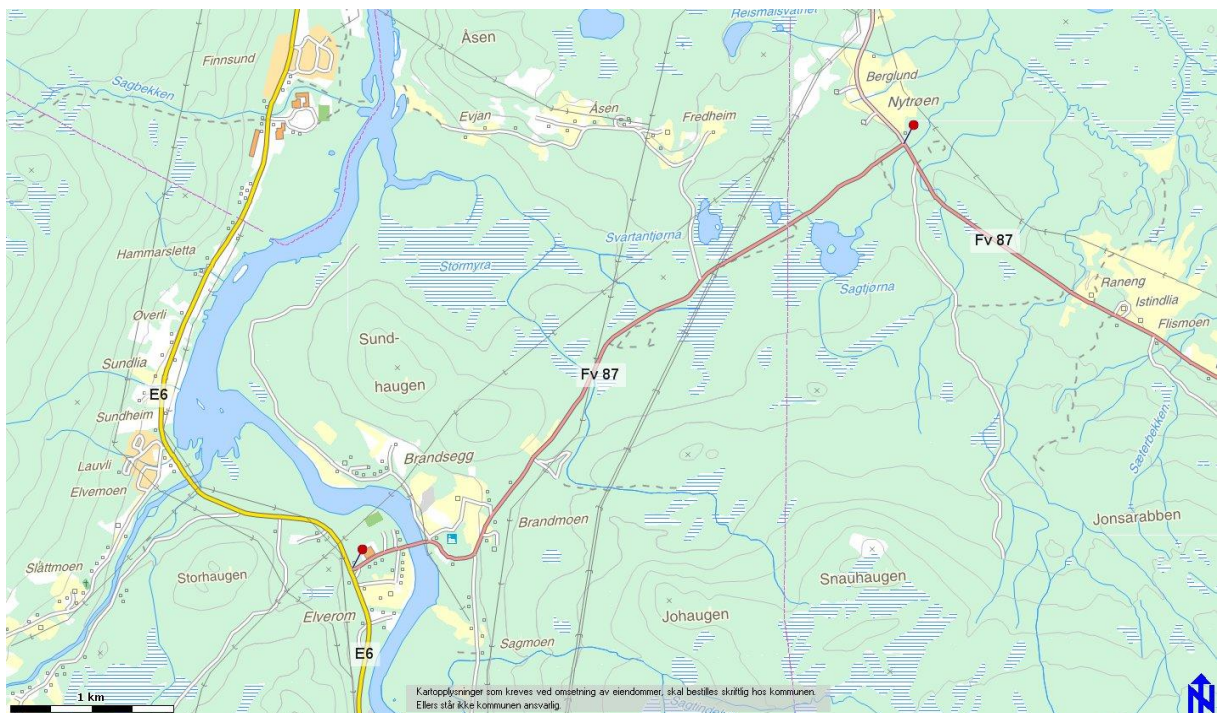 Reismålsvatnet
Åsen
Finnsund
Berglund
Sagbekken
Nytrøen
Evjan
Åsen
Fredheim
Svartantjørna
Fv 87
Hammarsletta
Stormyra
Raneng
Sagtjørna
Istindlia
Øverli
Flismoen
Sund-
haugen
Sundlia
Fv 87
E6
Sundheim
Sæterbekken
Lauvli
Brandsegg
Elvemoen
Brandmoen
Jonsarabben
Slåttmoen
Storhaugen
Snauhaugen
Elverom
Johaugen
Sagmoen
E6
1 km
Kartopplysninger som kreves ved omsetning av eiendommer, skal bestilles skriftlig hos kommunen.
Ellers står ikke kommunen ansvarlig.
N